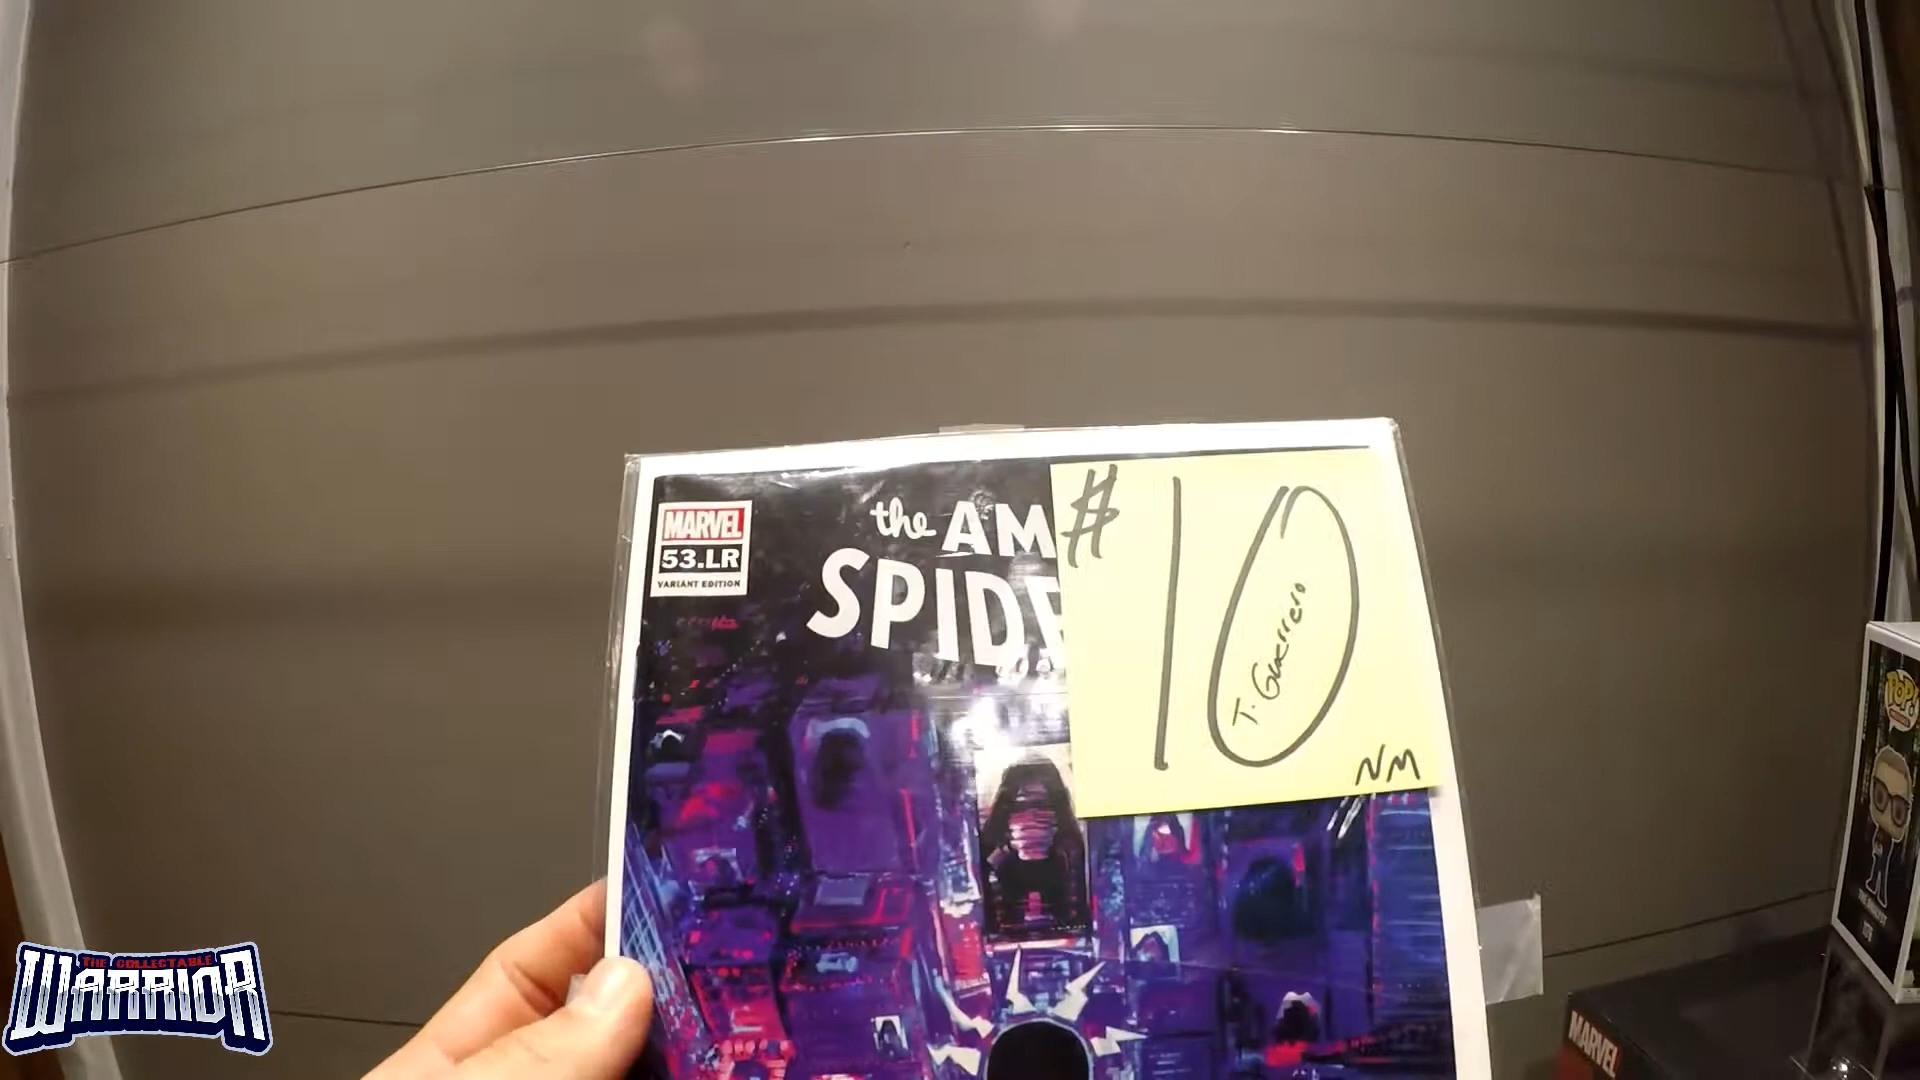 MARVEL
53.LR
VARIANT EDITION
the AM
SPIDE
# 10
T. Guerrero
NM
POP!
MARVEL
THE COLLECTABLE
WARRIOR